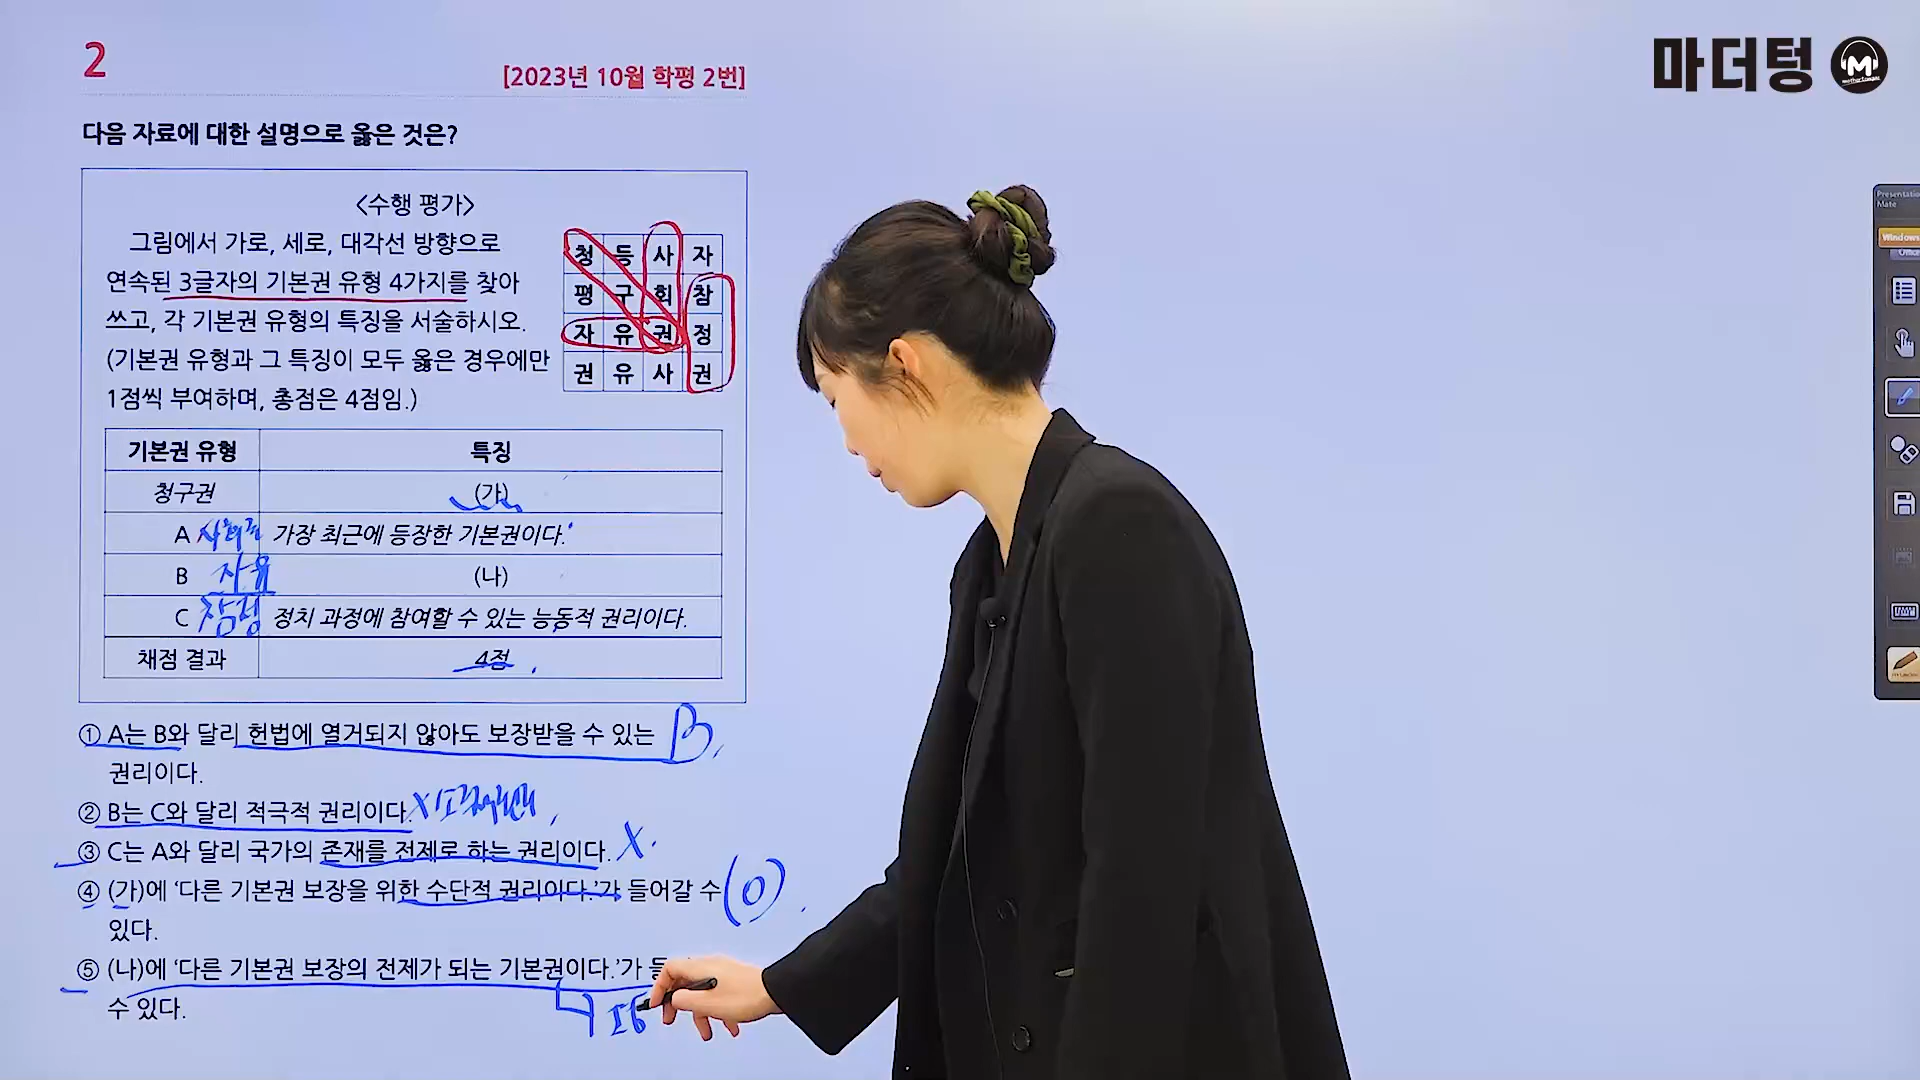 2
[2023년 10월 학평 2번]
마더텅
M
다음 자료에 대한 설명으로 옳은 것은?
<수행 평가>
그림에서 가로, 세로, 대각선 방향으로
연속된 3글자의 기본권 유형 4가지를 찾아
쓰고, 각 기본권 유형의 특징을 서술하시오.
(기본권 유형과 그 특징이 모두 옳은 경우에만
1점씩 부여하며, 총점은 4점임.)
청 등 사 자
평 구 회 참
자 유 권 정
권 유 사 권
기본권 유형 특징
청구권 (가)
A 가장 최근에 등장한 기본권이다.
B 자유 (나)
C 참정 정치 과정에 참여할 수 있는 능동적 권리이다.
채점 결과 4점
① A는 B와 달리 헌법에 열거되지 않아도 보장받을 수 있는 B
권리이다.
② B는 C와 달리 적극적 권리이다. X
③ C는 A와 달리 국가의 존재를 전제로 하는 권리이다. X
④ (가)에 ‘다른 기본권 보장을 위한 수단적 권리이다.’가 들어갈 수 (O)
있다.
⑤ (나)에 ‘다른 기본권 보장의 전제가 되는 기본권이다.’가
수 있다.
Presentation
Mate
Windows
Office